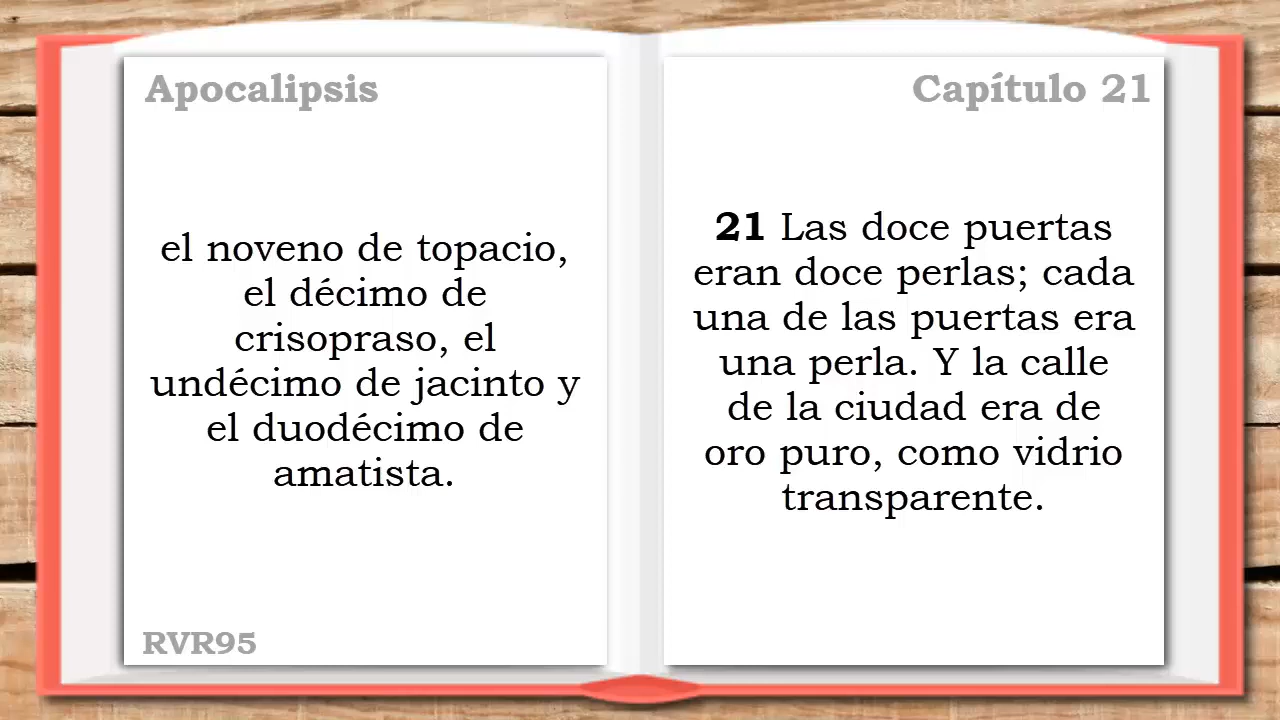 Apocalipsis
el noveno de topacio,
el décimo de
crisopraso, el
undécimo de jacinto y
el duodécimo de
amatista.
RVR95
Capítulo 21
21 Las doce puertas
eran doce perlas; cada
una de las puertas era
una perla. Y la calle
de la ciudad era de
oro puro, como vidrio
transparente.